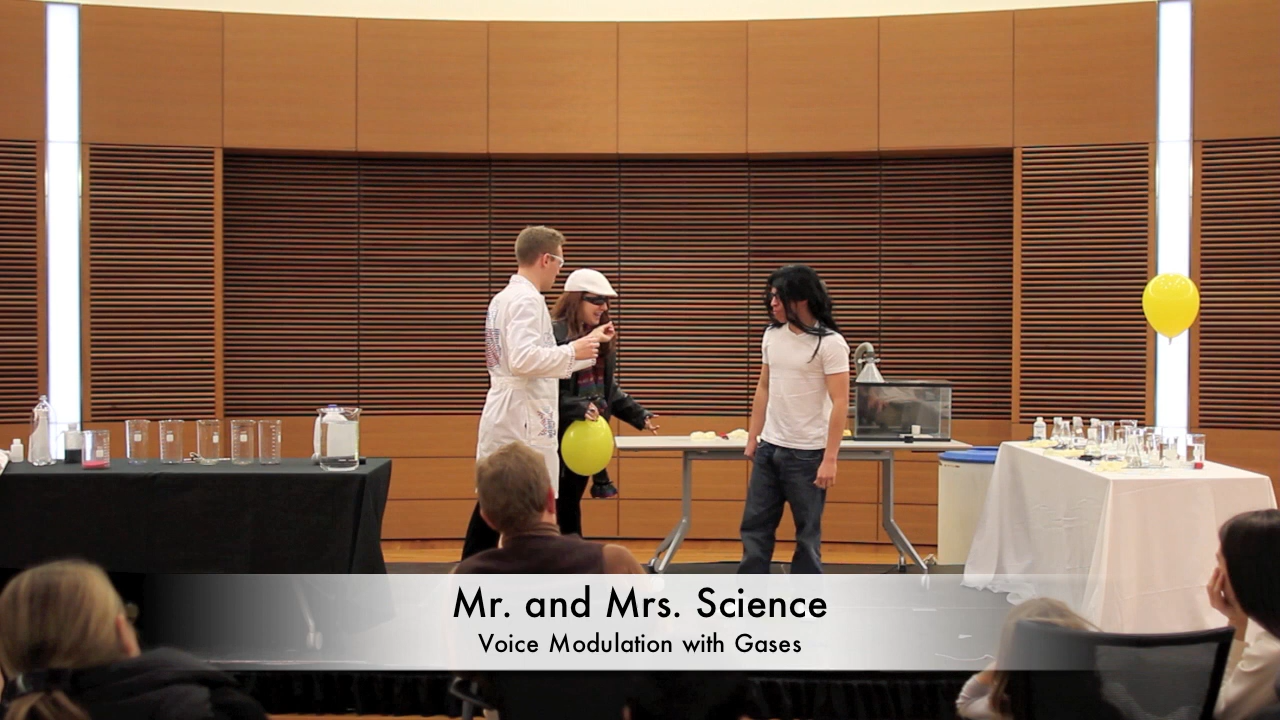 Mr. and Mrs. Science
Voice Modulation with Gases